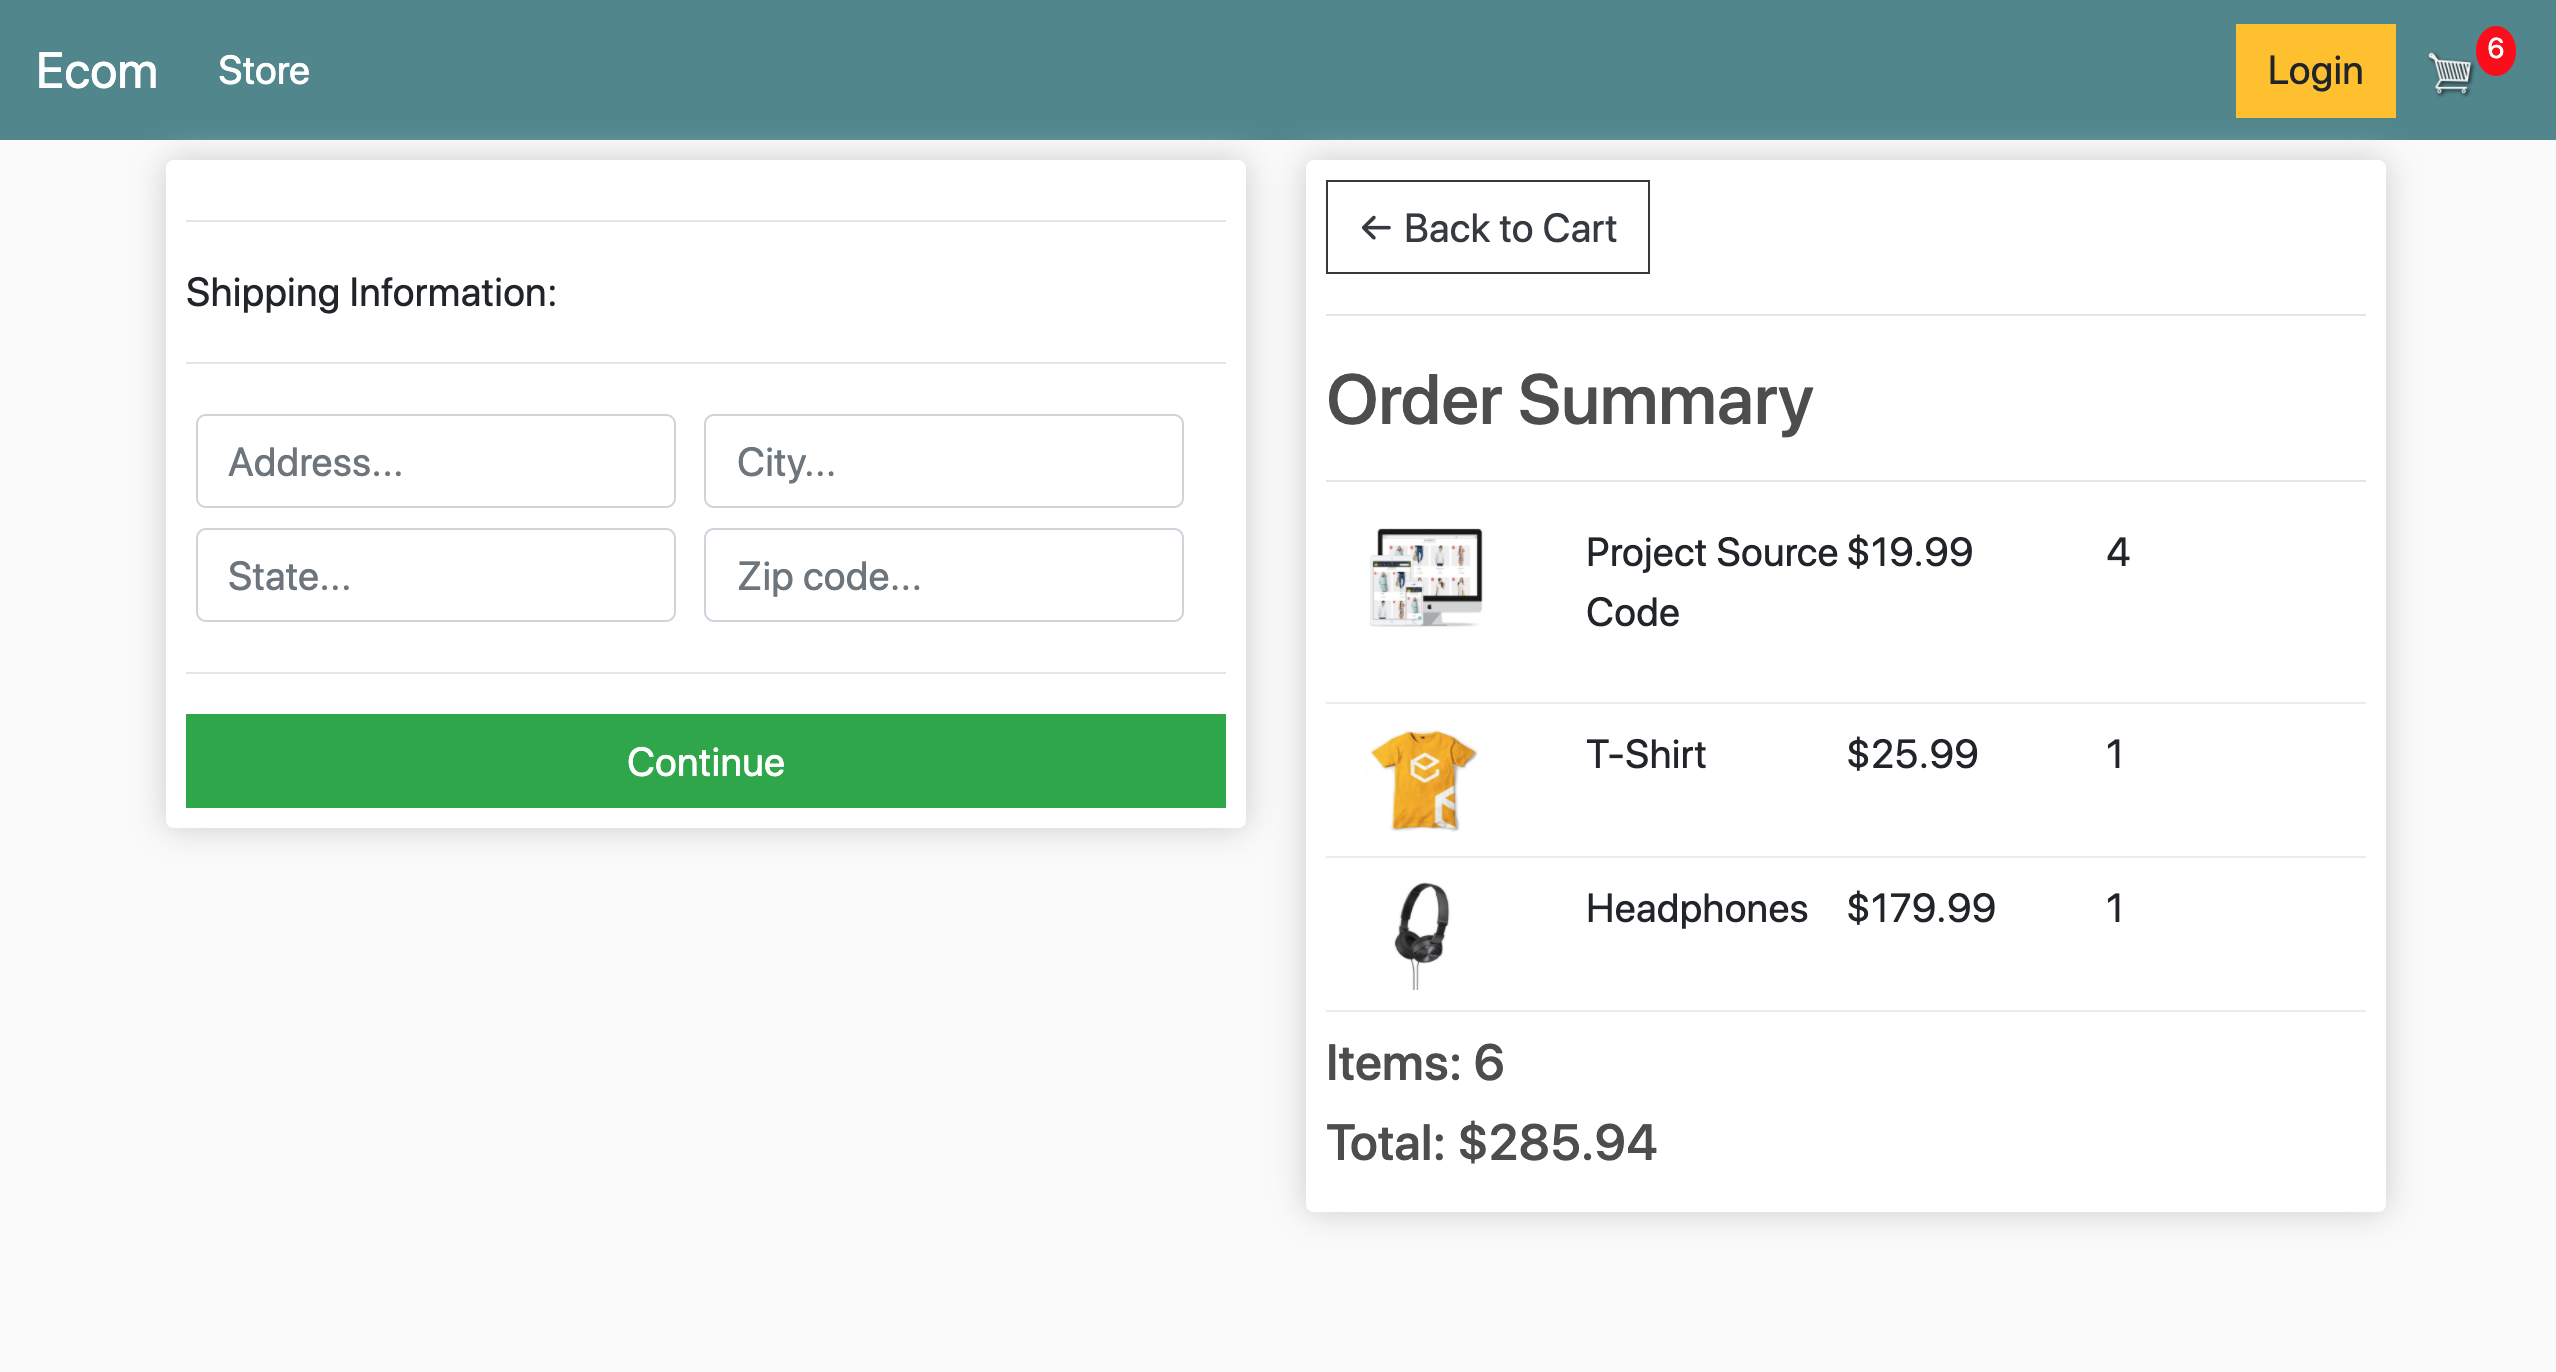 Ecom Store Login 6
Shipping Information:
Address... City...
State... Zip code...
Continue
← Back to Cart
Order Summary
Project Source $19.99 4
Code
T-Shirt $25.99 1
Headphones $179.99 1
Items: 6
Total: $285.94